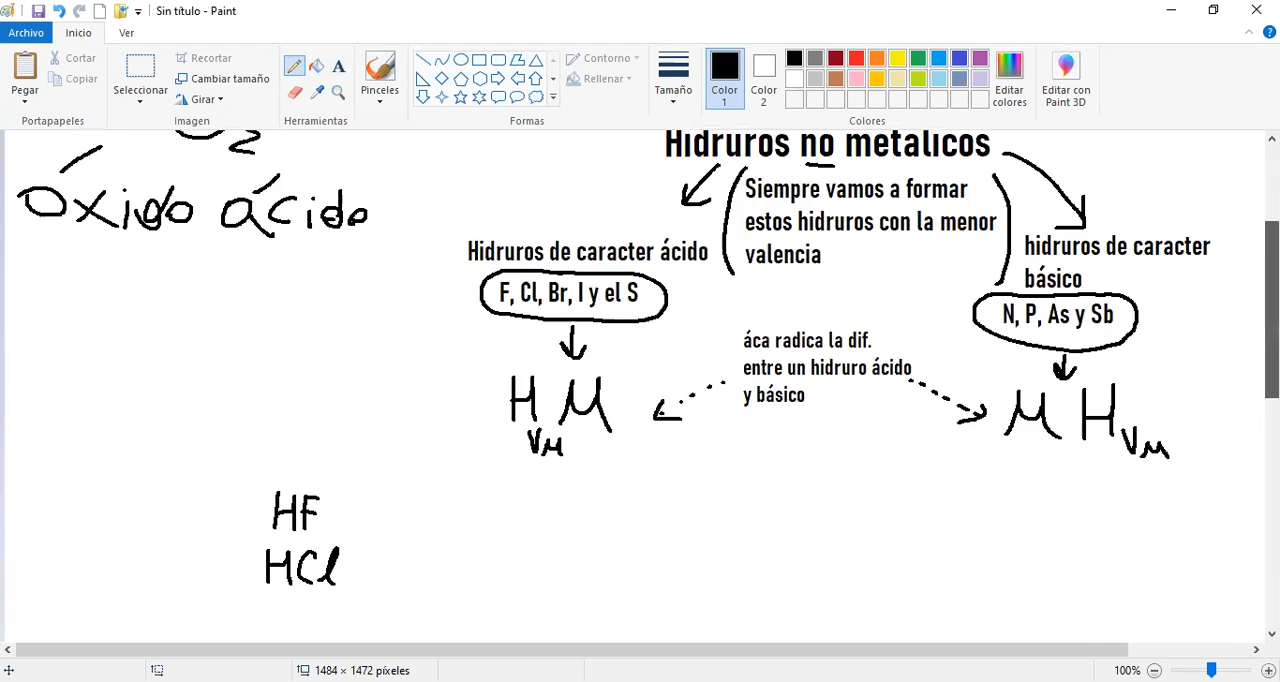 Sin título - Paint
Archivo Inicio Ver
Pegar
Cortar
Copiar
Portapapeles
Seleccionar
Recortar
Cambiar tamaño
Girar
Imagen
A
Herramientas
Pinceles
Contorno
Rellenar
Formas
Tamaño
Color
1
Color
2
Editar
colores
Colores
Editar con
Paint 3D
2
Óxido ácido
Hidruros no metalicos
Siempre vamos a formar
estos hidruros con la menor
valencia
Hidruros de caracter ácido
F, Cl, Br, I y el S
hidruros de caracter
básico
N, P, As y Sb
áca radica la dif.
entre un hidruro ácido
y básico
H M
VM
M H
VM
HF
HCl
1484 × 1472 píxeles
100%